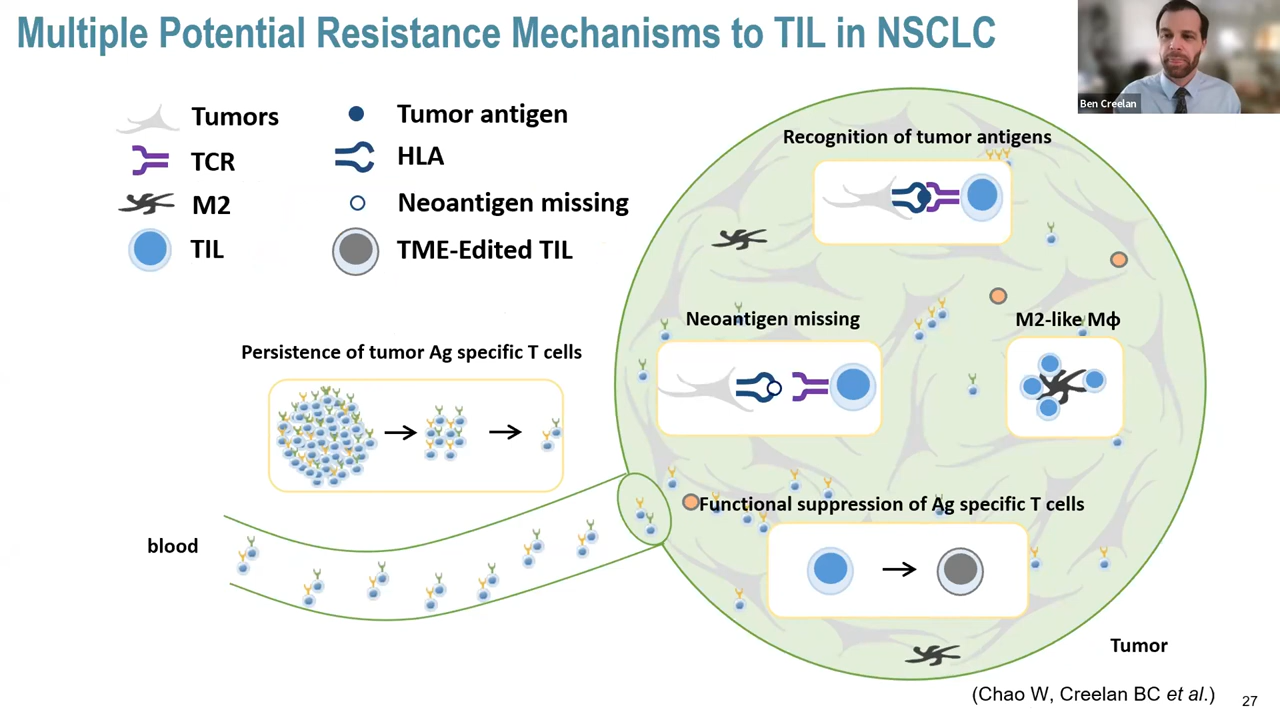 Multiple Potential Resistance Mechanisms to TIL in NSCLC
Ben Creelan
Tumors
Tumor antigen
TCR
HLA
M2
Neoantigen missing
TIL
TME-Edited TIL
Recognition of tumor antigens
Neoantigen missing
M2-like Mϕ
Persistence of tumor Ag specific T cells
Functional suppression of Ag specific T cells
blood
Tumor
(Chao W, Creelan BC et al.)
27